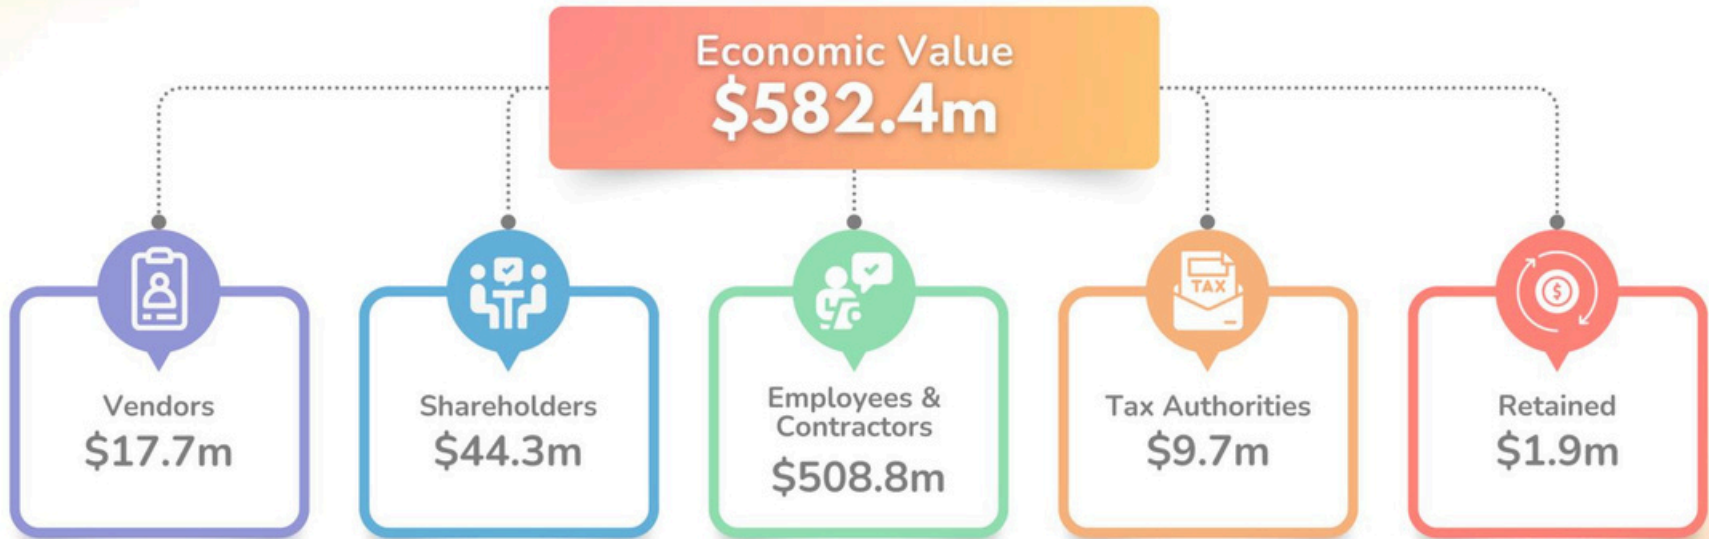 Economic Value
$582.4m
TAX
$
Vendors
$17.7m
Shareholders
$44.3m
Employees &
Contractors
$508.8m
Tax Authorities
$9.7m
Retained
$1.9m